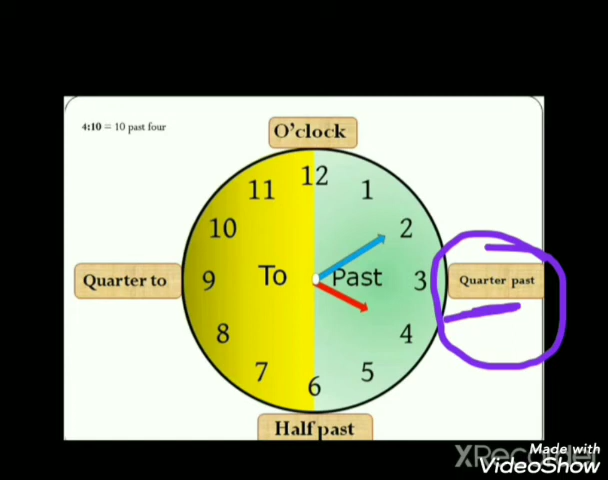 4:10 = 10 past four
O'clock
12
11
1
10
2
Quarter to
9
To
Past
3
Quarter past
8
4
7
5
6
Half past
XRecorder
Made with
VideoShow